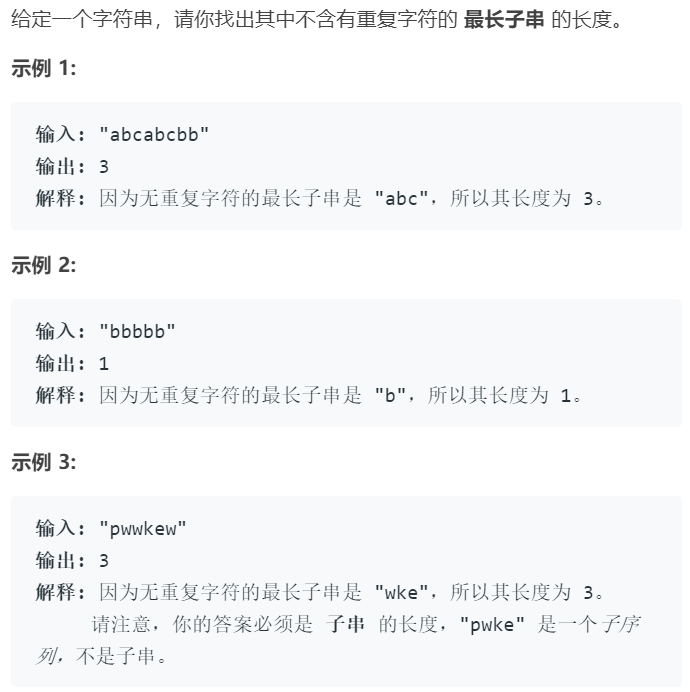 给定一个字符串，请你找出其中不含有重复字符的 最长子串 的长度。
示例 1:
输入: "abcabcbb"
输出: 3
解释: 因为无重复字符的最长子串是 "abc"，所以其长度为 3。
示例 2:
输入: "bbbbb"
输出: 1
解释: 因为无重复字符的最长子串是 "b"，所以其长度为 1。
示例 3:
输入: "pwwkew"
输出: 3
解释: 因为无重复字符的最长子串是 "wke"，所以其长度为 3。
请注意，你的答案必须是 子串 的长度，"pwke" 是一个子序
列，不是子串。